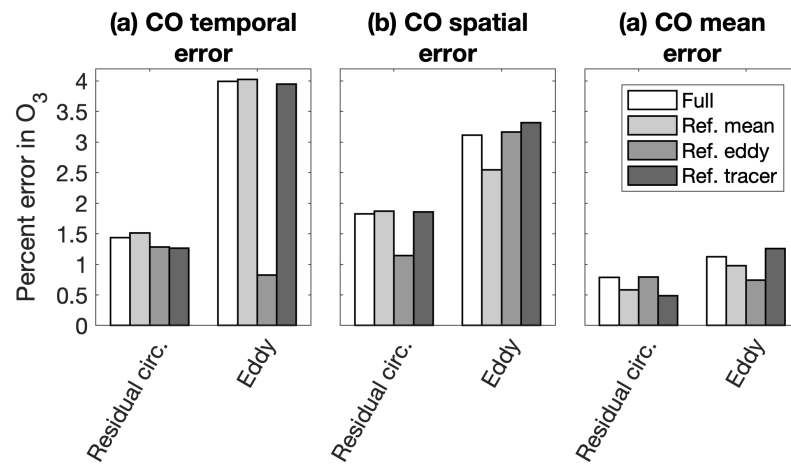 (a) CO temporal
error
(b) CO spatial
error
(a) CO mean
error
Percent error in O3
4
3.5
3
2.5
2
1.5
1
0.5
0
Full
Ref. mean
Ref. eddy
Ref. tracer
Residual circ.
Eddy
Residual circ.
Eddy
Residual circ.
Eddy